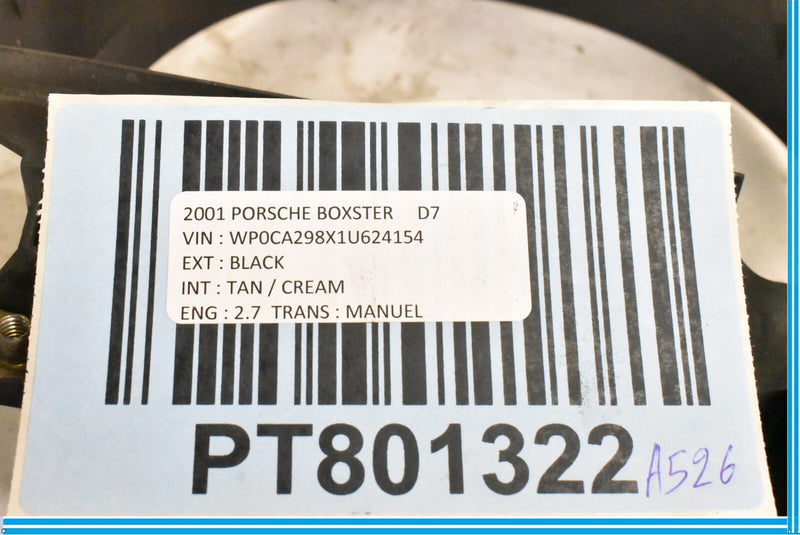 2001 PORSCHE BOXSTER D7
VIN : WP0CA298X1U624154
EXT : BLACK
INT : TAN / CREAM
ENG : 2.7 TRANS : MANUEL
PT801322 A526